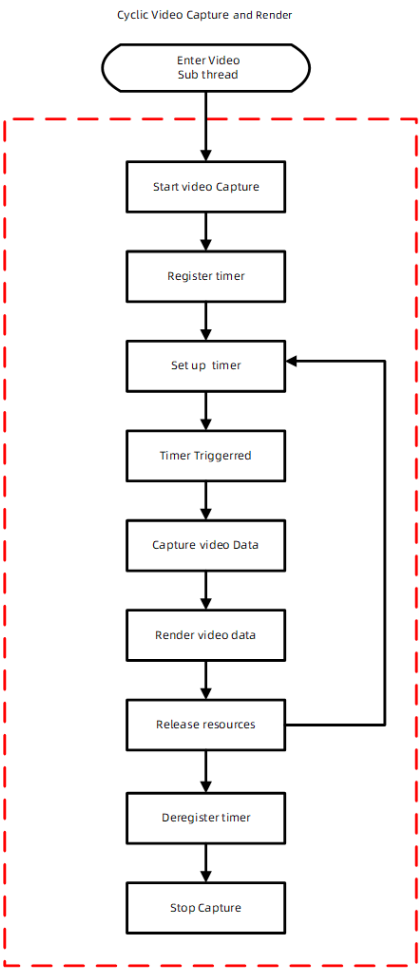 Cyclic Video Capture and Render
Enter Video
Sub thread
Start video Capture
Register timer
Set up timer
Timer Triggerred
Capture video Data
Render video data
Release resources
Deregister timer
Stop Capture